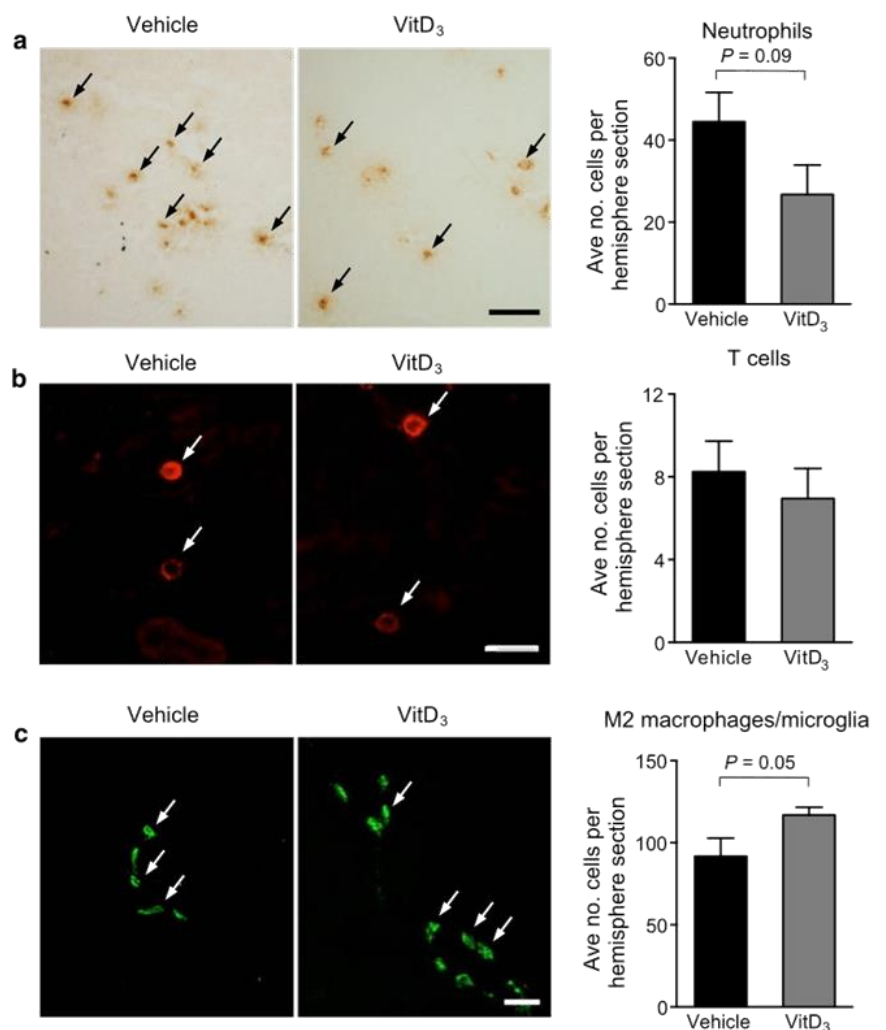 a
Vehicle
VitD₃
Neutrophils
P = 0.09
Ave no. cells per
hemisphere section
60
40
20
0
Vehicle
VitD₃
b
Vehicle
VitD₃
T cells
Ave no. cells per
hemisphere section
12
8
4
0
Vehicle
VitD₃
c
Vehicle
VitD₃
M2 macrophages/microglia
P = 0.05
Ave no. cells per
hemisphere section
150
100
50
0
Vehicle
VitD₃